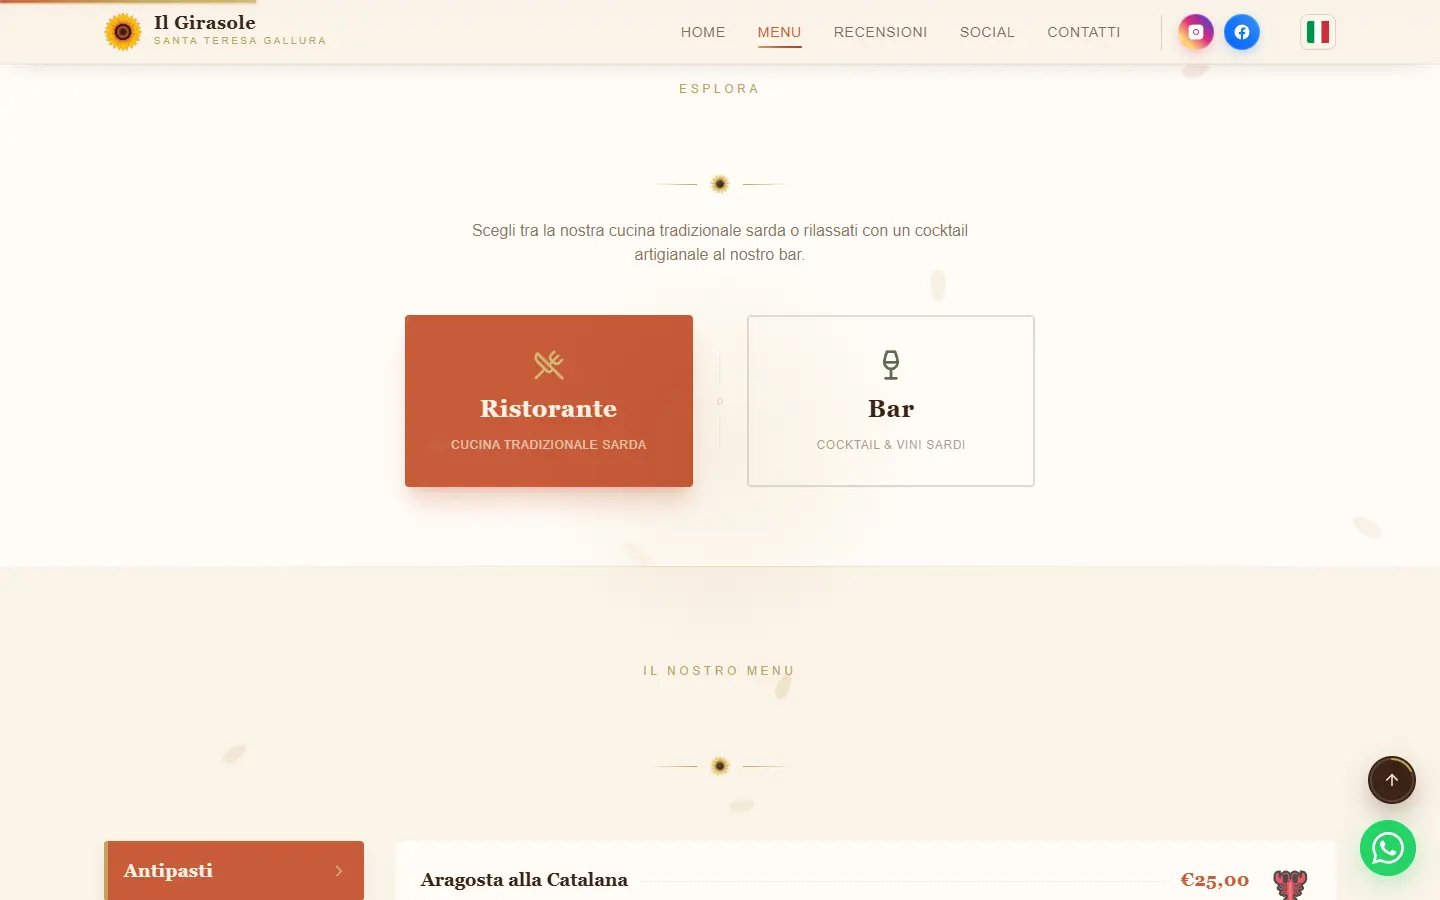 Il Girasole
SANTA TERESA GALLURA
HOME
MENU
RECENSIONI
SOCIAL
CONTATTI
ESPLORA
Scegli tra la nostra cucina tradizionale sarda o rilassati con un cocktail
artigianale al nostro bar.
Ristorante
CUCINA TRADIZIONALE SARDA
Bar
COCKTAIL & VINI SARDI
IL NOSTRO MENU
Antipasti
Aragosta alla Catalana
€25,00